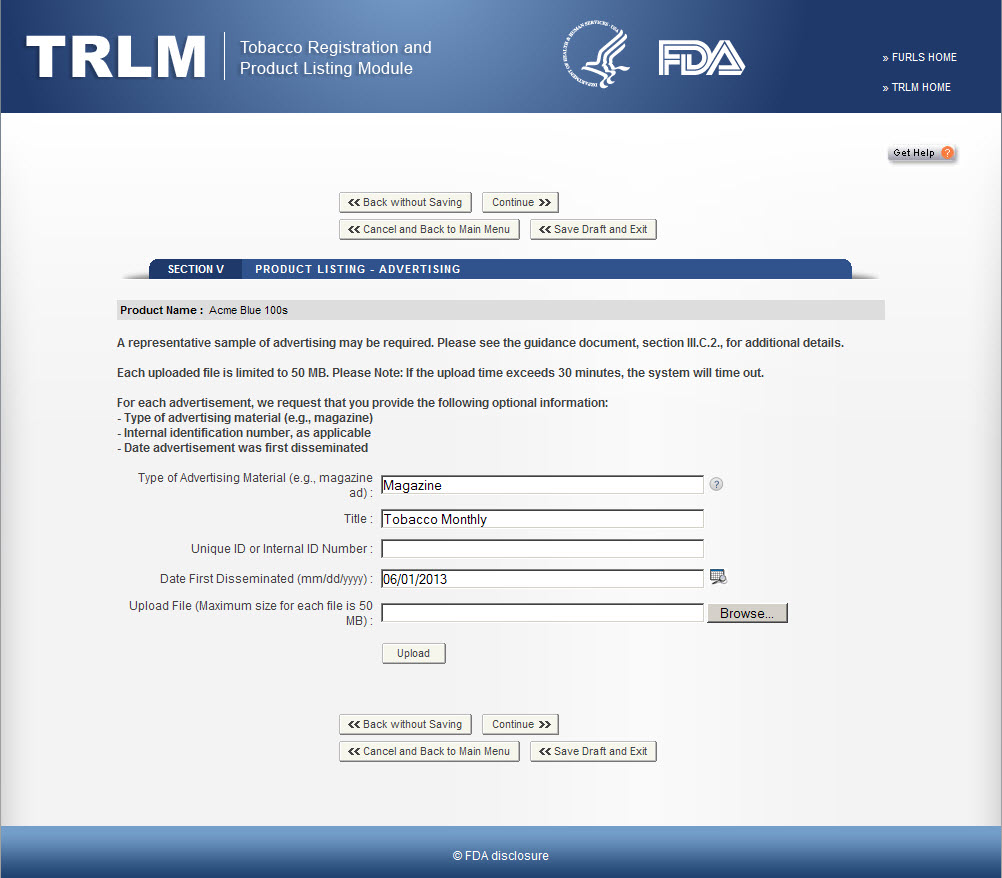 TRLM
Tobacco Registration and
Product Listing Module
DEPARTMENT OF HEALTH & HUMAN SERVICES. USA
FDA
» FURLS HOME
» TRLM HOME
Get Help ?
<< Back without Saving Continue >>
<< Cancel and Back to Main Menu << Save Draft and Exit
SECTION V PRODUCT LISTING - ADVERTISING
Product Name : Acme Blue 100s
A representative sample of advertising may be required. Please see the guidance document, section III.C.2., for additional details.
Each uploaded file is limited to 50 MB. Please Note: If the upload time exceeds 30 minutes, the system will time out.
For each advertisement, we request that you provide the following optional information:
- Type of advertising material (e.g., magazine)
- Internal identification number, as applicable
- Date advertisement was first disseminated
Type of Advertising Material (e.g., magazine
ad) : Magazine ?
Title : Tobacco Monthly
Unique ID or Internal ID Number :
Date First Disseminated (mm/dd/yyyy) : 06/01/2013
Upload File (Maximum size for each file is 50
MB) : Browse...
Upload
<< Back without Saving Continue >>
<< Cancel and Back to Main Menu << Save Draft and Exit
© FDA disclosure